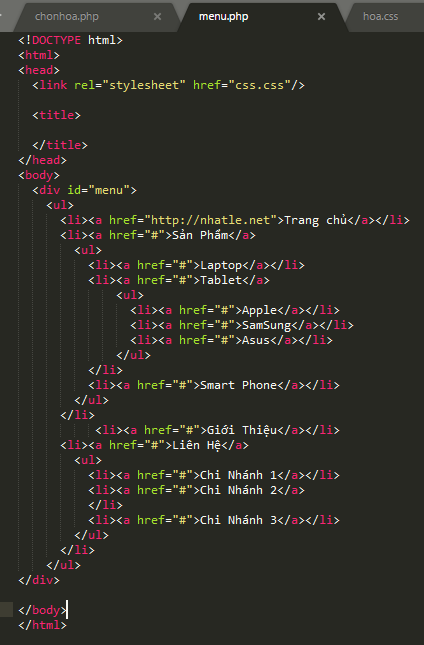 chonhoa.php × menu.php × hoa.css
<!DOCTYPE html>
<html>
<head>
<link rel="stylesheet" href="css.css"/>
<title>
</title>
</head>
<body>
<div id="menu">
<ul>
<li><a href="http://nhatle.net">Trang chủ</a></li>
<li><a href="#">Sản Phẩm</a>
<ul>
<li><a href="#">Laptop</a></li>
<li><a href="#">Tablet</a>
<ul>
<li><a href="#">Apple</a></li>
<li><a href="#">SamSung</a></li>
<li><a href="#">Asus</a></li>
</ul>
</li>
<li><a href="#">Smart Phone</a></li>
</ul>
</li>
<li><a href="#">Giới Thiệu</a></li>
<li><a href="#">Liên Hệ</a>
<ul>
<li><a href="#">Chi Nhánh 1</a></li>
<li><a href="#">Chi Nhánh 2</a>
</li>
<li><a href="#">Chi Nhánh 3</a></li>
</ul>
</li>
</ul>
</div>
</body>
</html>